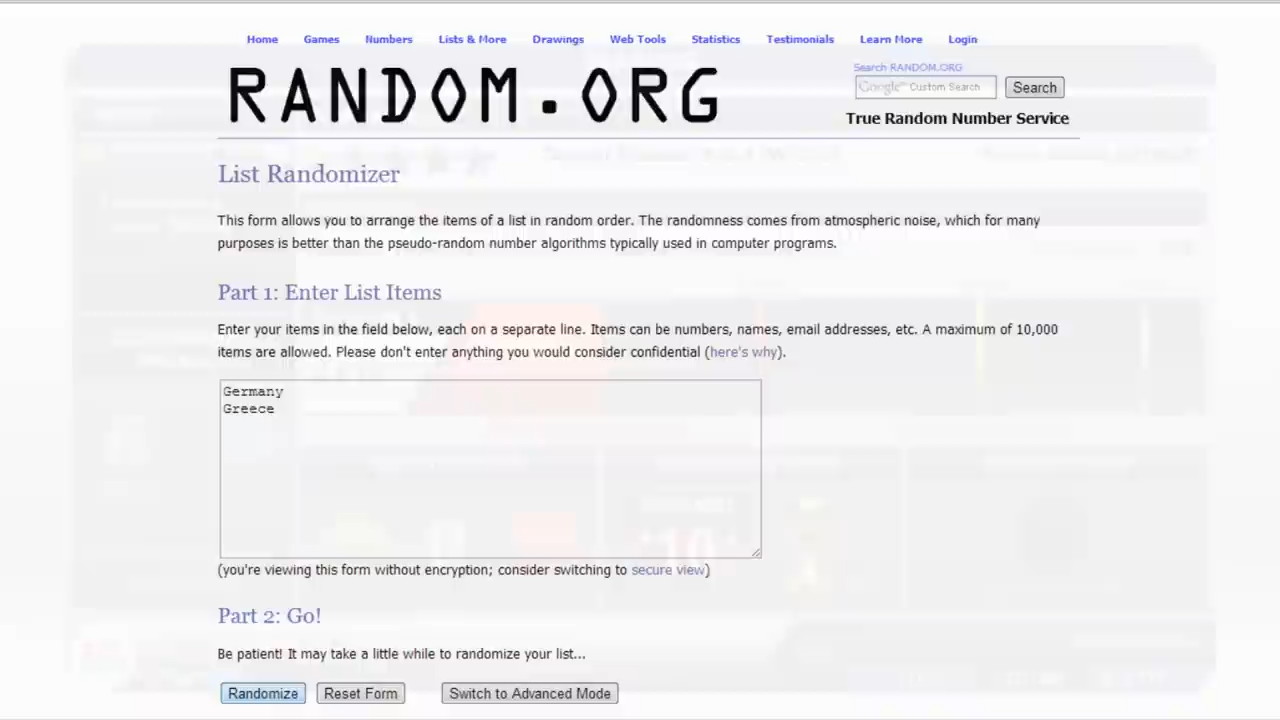 Home Games Numbers Lists & More Drawings Web Tools Statistics Testimonials Learn More Login
RANDOM.ORG
Search RANDOM.ORG
Google™ Custom Search Search
True Random Number Service
List Randomizer
This form allows you to arrange the items of a list in random order. The randomness comes from atmospheric noise, which for many
purposes is better than the pseudo-random number algorithms typically used in computer programs.
Part 1: Enter List Items
Enter your items in the field below, each on a separate line. Items can be numbers, names, email addresses, etc. A maximum of 10,000
items are allowed. Please don't enter anything you would consider confidential (here's why).
Germany
Greece
(you're viewing this form without encryption; consider switching to secure view)
Part 2: Go!
Be patient! It may take a little while to randomize your list...
Randomize Reset Form Switch to Advanced Mode